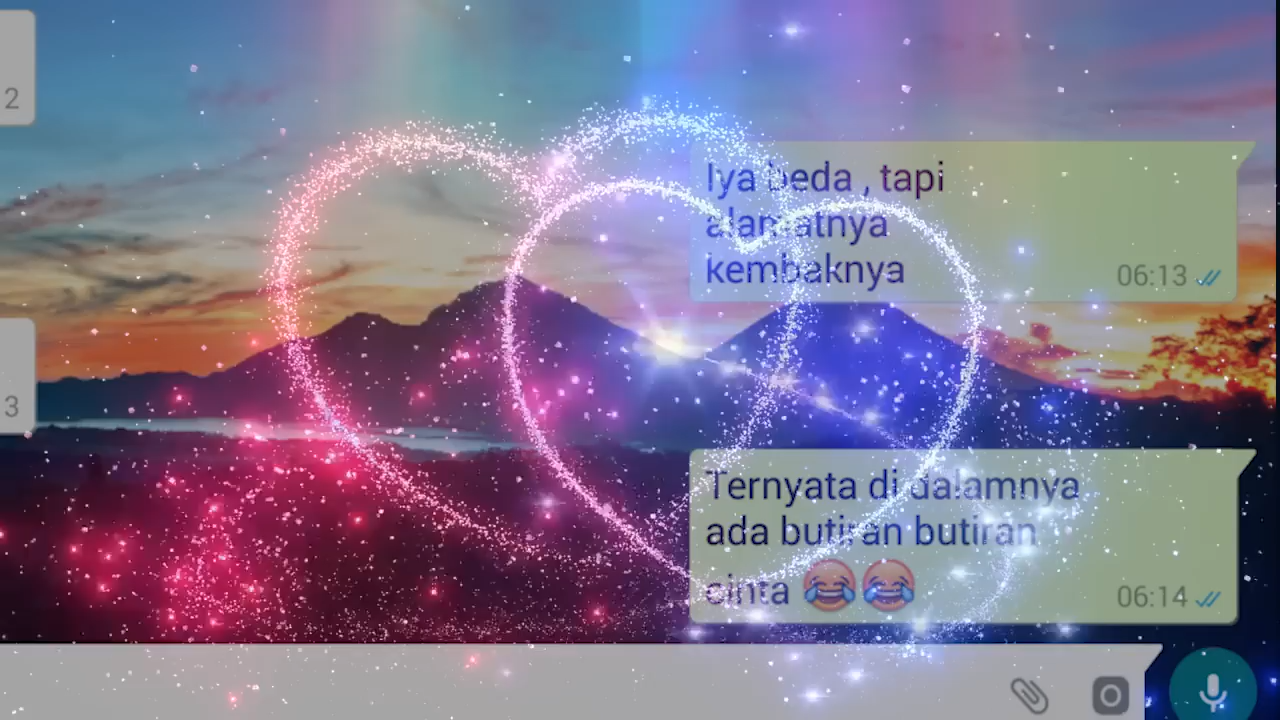 2
Iya beda , tapi
alamatnya
kembaknya
06:13
3
Ternyata di dalamnya
ada butiran butiran
cinta 😂😂
06:14